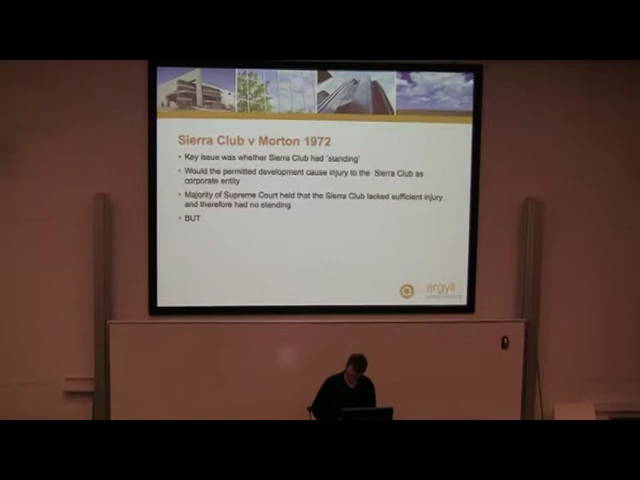 Sierra Club v Morton 1972
• Key issue was whether Sierra Club had 'standing'
• Would the permitted development cause injury to the Sierra Club as
corporate entity
• Majority of Supreme Court held that the Sierra Club lacked sufficient injury
and therefore had no standing
• BUT
argyll